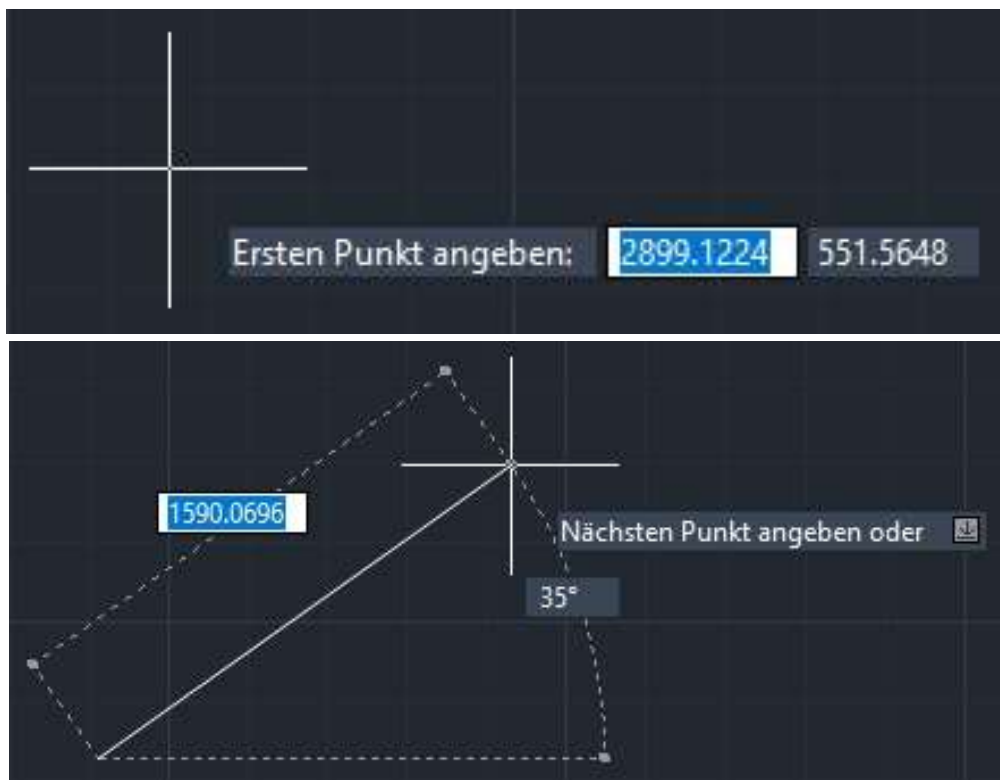 Ersten Punkt angeben: 2899.1224 551.5648
1590.0696
Nächsten Punkt angeben oder
35°